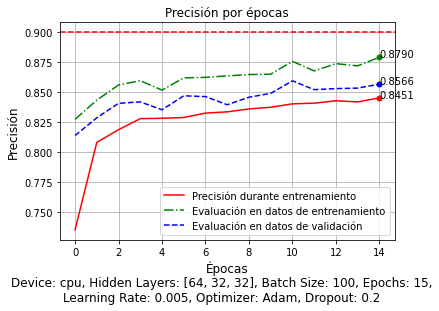 Precisión por épocas
Precisión
0.900
0.875
0.850
0.825
0.800
0.775
0.750
0.8790
0.8566
0.8451
Precisión durante entrenamiento
Evaluación en datos de entrenamiento
Evaluación en datos de validación
0 2 4 6 8 10 12 14
Épocas
Device: cpu, Hidden Layers: [64, 32, 32], Batch Size: 100, Epochs: 15,
Learning Rate: 0.005, Optimizer: Adam, Dropout: 0.2